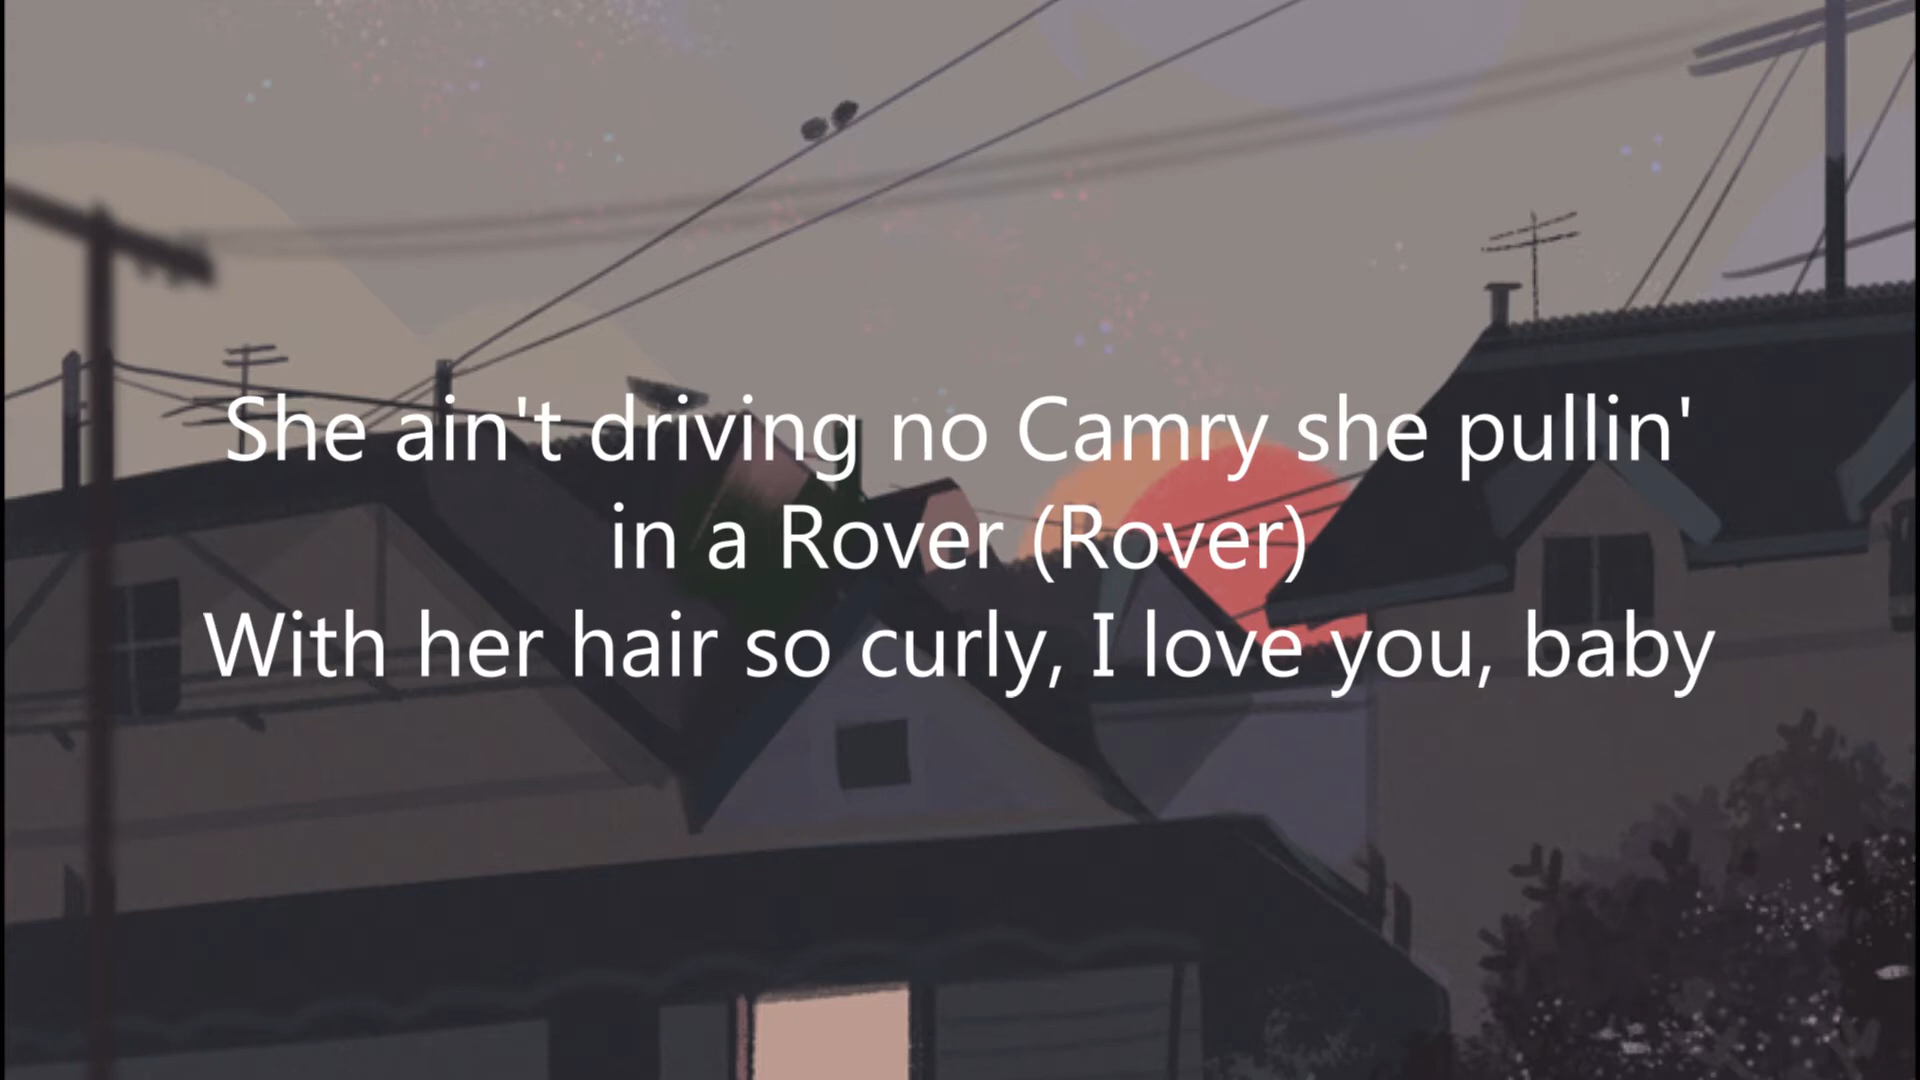 She ain't driving no Camry she pullin'
in a Rover (Rover)
With her hair so curly, I love you, baby